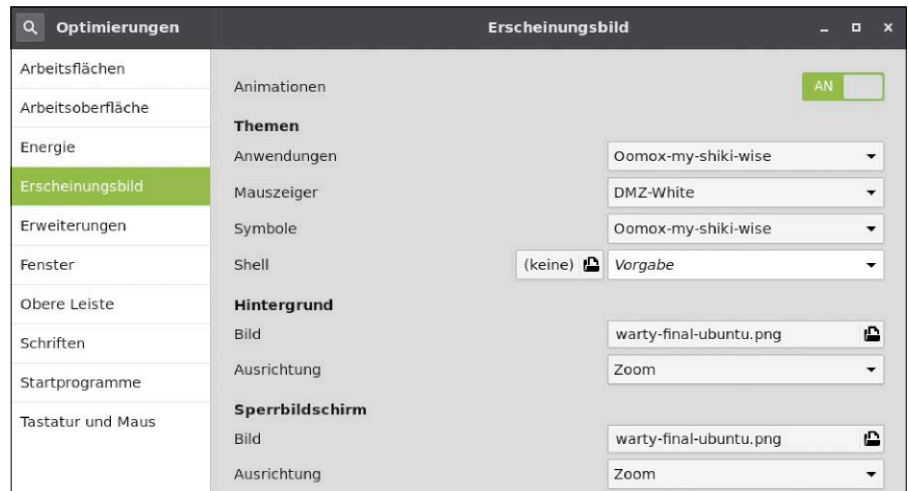 Optimierungen
Erscheinungsbild
Arbeitsflächen
Arbeitsoberfläche
Energie
Erscheinungsbild
Erweiterungen
Fenster
Obere Leiste
Schriften
Startprogramme
Tastatur und Maus
Animationen AN
Themen
Anwendungen Oomox-my-shiki-wise
Mauszeiger DMZ-White
Symbole Oomox-my-shiki-wise
Shell (keine) Vorgabe
Hintergrund
Bild warty-final-ubuntu.png
Ausrichtung Zoom
Sperrbildschirm
Bild warty-final-ubuntu.png
Ausrichtung Zoom